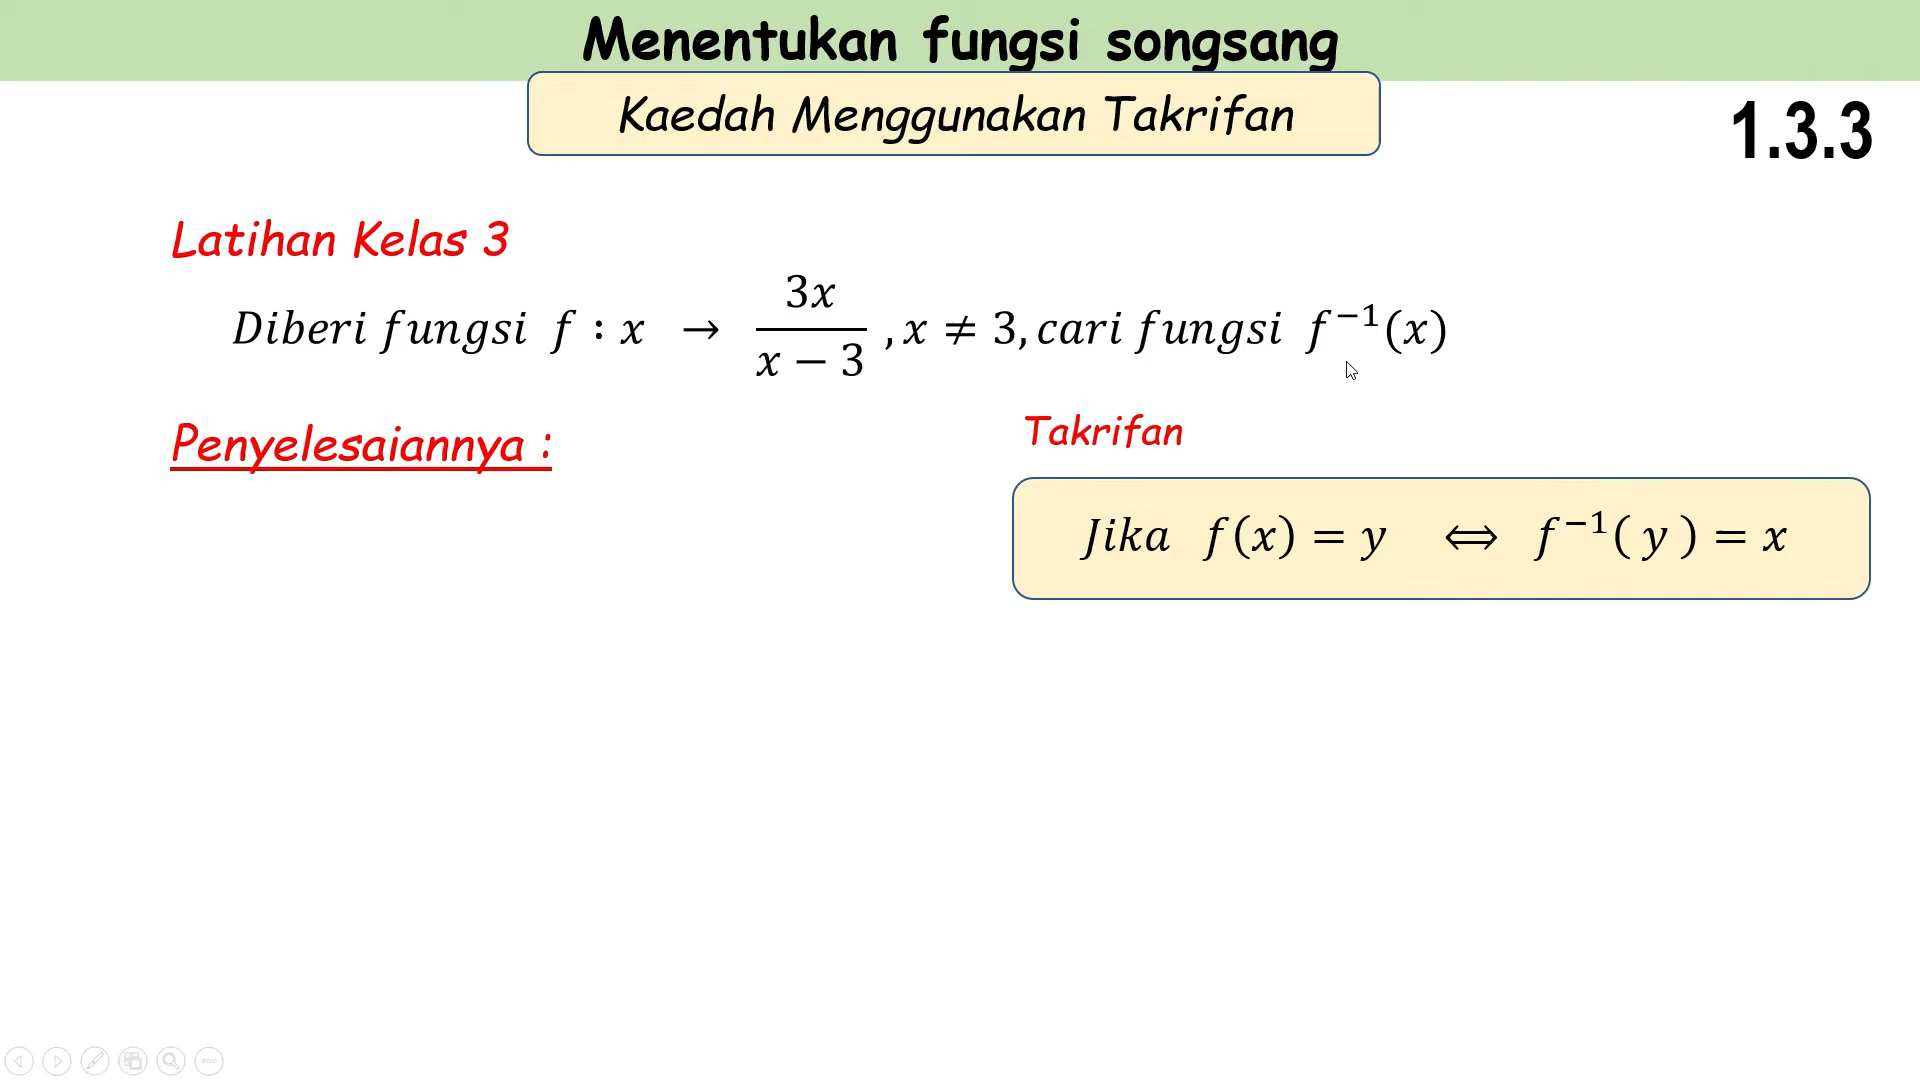 Menentukan fungsi songsang
Kaedah Menggunakan Takrifan
1.3.3
Latihan Kelas 3
Diberi fungsi f : x → 3x / (x − 3) , x ≠ 3, cari fungsi f⁻¹(x)
Penyelesaiannya :
Takrifan
Jika f(x) = y ⟺ f⁻¹( y ) = x